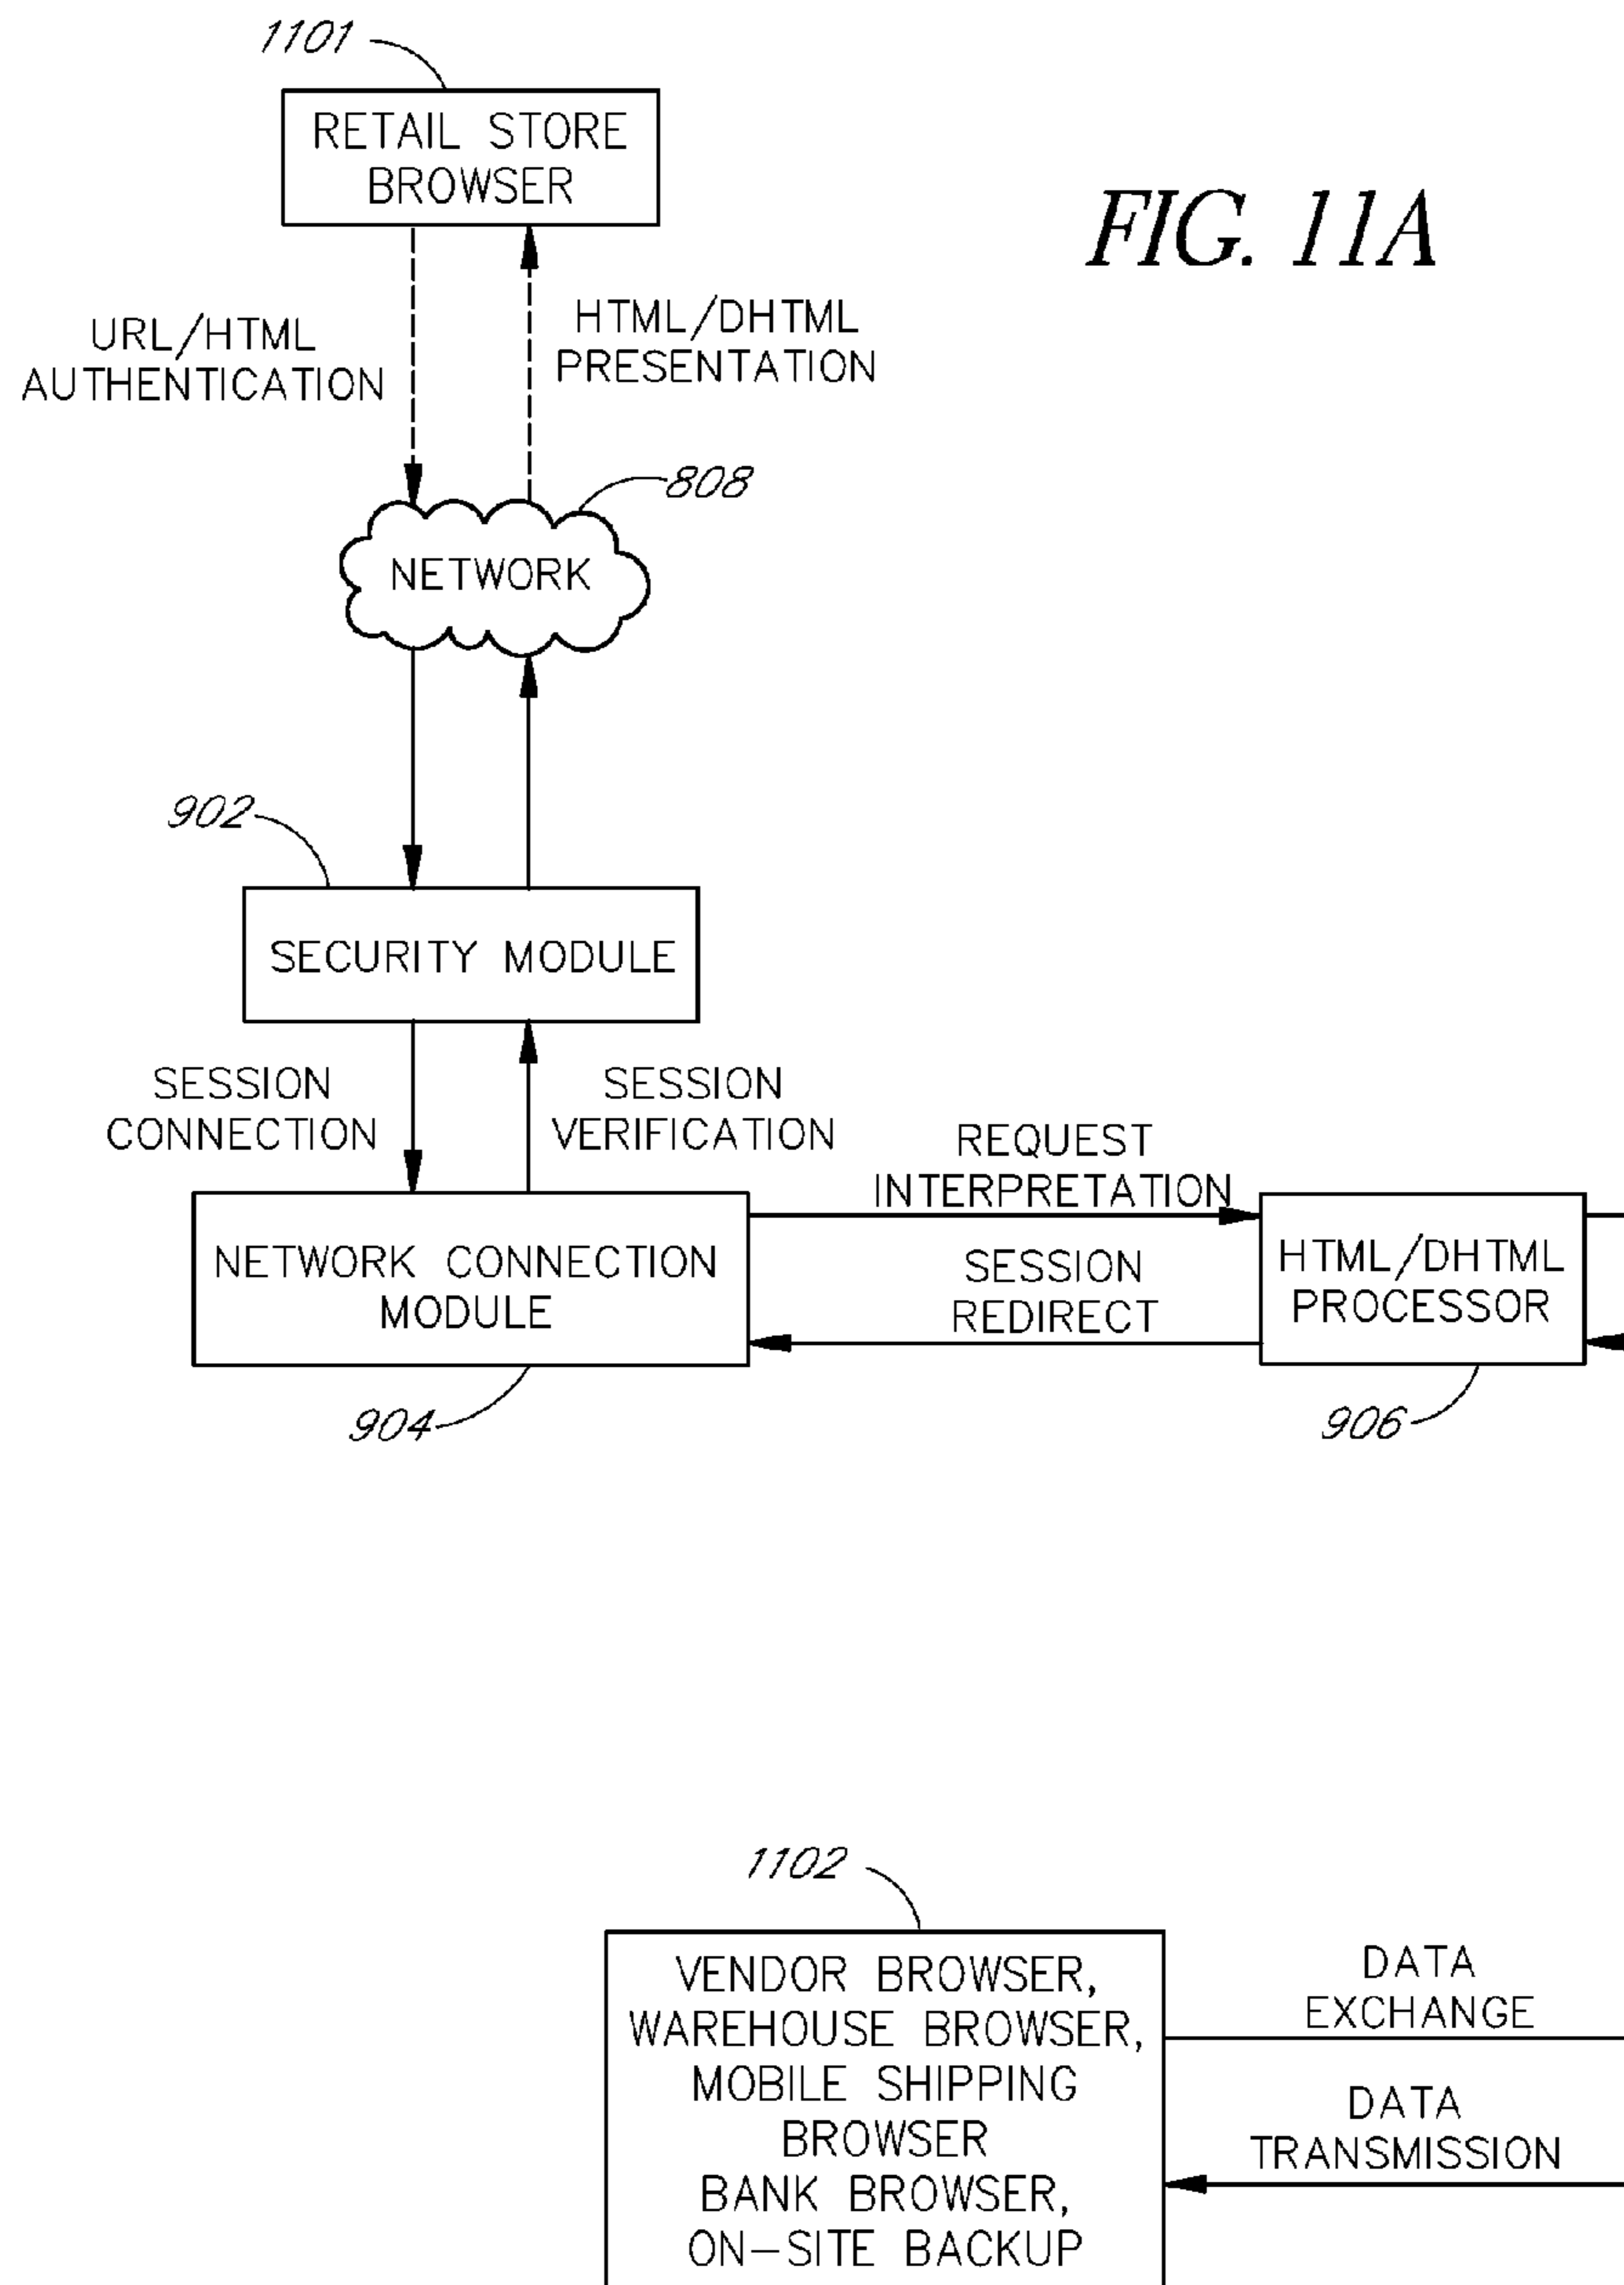 1101
RETAIL STORE
BROWSER
FIG. 11A
URL/HTML
AUTHENTICATION
HTML/DHTML
PRESENTATION
808
NETWORK
902
SECURITY MODULE
SESSION
CONNECTION
SESSION
VERIFICATION
REQUEST
INTERPRETATION
NETWORK CONNECTION
MODULE
SESSION
REDIRECT
HTML/DHTML
PROCESSOR
904
906
1102
VENDOR BROWSER,
WAREHOUSE BROWSER,
MOBILE SHIPPING
BROWSER
BANK BROWSER,
ON-SITE BACKUP
DATA
EXCHANGE
DATA
TRANSMISSION